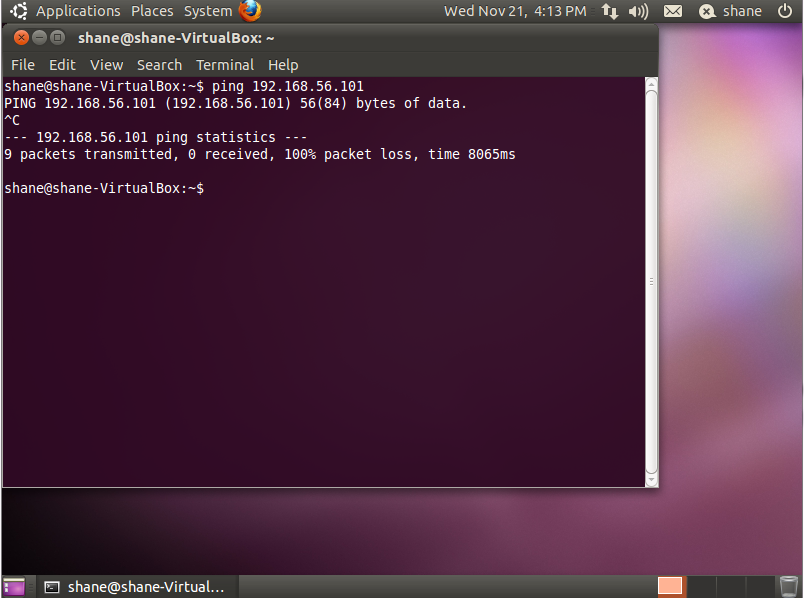 Applications Places System Wed Nov 21, 4:13 PM shane
shane@shane-VirtualBox: ~
File Edit View Search Terminal Help
shane@shane-VirtualBox:~$ ping 192.168.56.101
PING 192.168.56.101 (192.168.56.101) 56(84) bytes of data.
^C
--- 192.168.56.101 ping statistics ---
9 packets transmitted, 0 received, 100% packet loss, time 8065ms
shane@shane-VirtualBox:~$
shane@shane-Virtual...